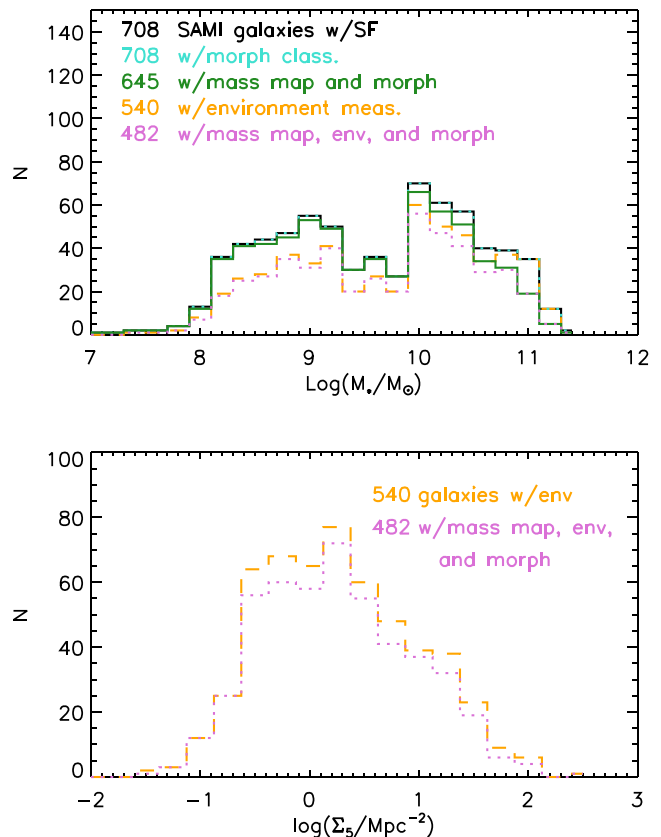 150
708 SAMI galaxies w/SF
708 w/morph class.
645 w/mass map and morph
540 w/environment meas.
482 w/mass map, env, and morph
100
80
60
40
20
0
N
7 8 9 10 11 12
Log(M*/M☉)
100
540 galaxies w/env
482 w/mass map, env,
and morph
80
60
40
20
0
N
-2 -1 0 1 2 3
log(Σ5/Mpc⁻²)